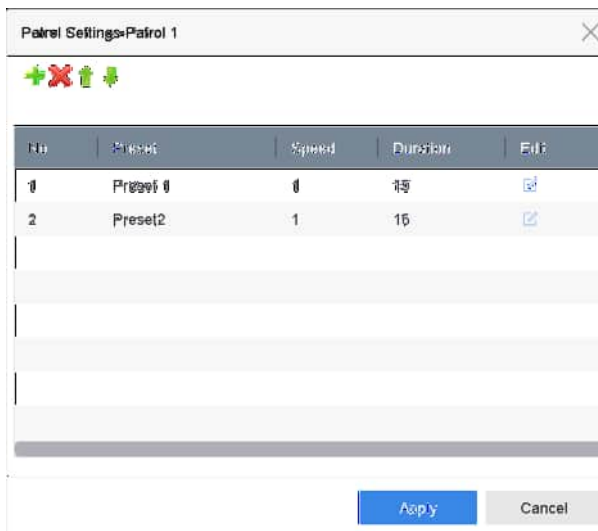 Patrol Settings-Patrol 1
No Preset Speed Duration Edit
1 Preset 1 1 15
2 Preset2 1 15
Apply Cancel